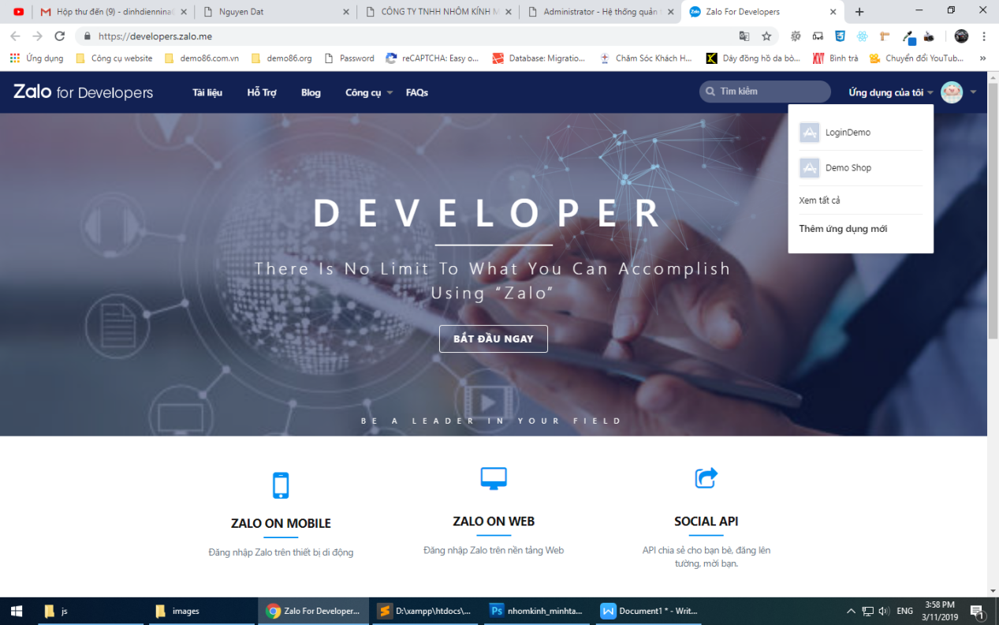 Hộp thư đến (9) - dinhdiennina
Nguyen Dat
CÔNG TY TNHH NHÔM KÍNH M
Administrator - Hệ thống quản
Zalo For Developers
https://developers.zalo.me
Ứng dụng
Công cụ website
demo86.com.vn
demo86.org
Password
reCAPTCHA: Easy o...
Database: Migratio...
Chăm Sóc Khách H...
Dây đồng hồ da bò...
Bình trà
Chuyển đổi YouTub...
»
Zalo for Developers
Tài liệu
Hỗ Trợ
Blog
Công cụ
FAQs
Tìm kiếm
Ứng dụng của tôi
LoginDemo
Demo Shop
Xem tất cả
Thêm ứng dụng mới
DEVELOPER
There Is No Limit To What You Can Accomplish
Using “Zalo”
BẮT ĐẦU NGAY
BE A LEADER IN YOUR FIELD
ZALO ON MOBILE
Đăng nhập Zalo trên thiết bị di động
ZALO ON WEB
Đăng nhập Zalo trên nền tảng Web
SOCIAL API
API chia sẻ cho bạn bè, đăng lên
tường, mời bạn.
js
images
Zalo For Developer...
D:\xampp\htdocs\...
Ps
nhomkinh_minhta...
Document1 * - Writ...
ENG
3:58 PM
3/11/2019
1